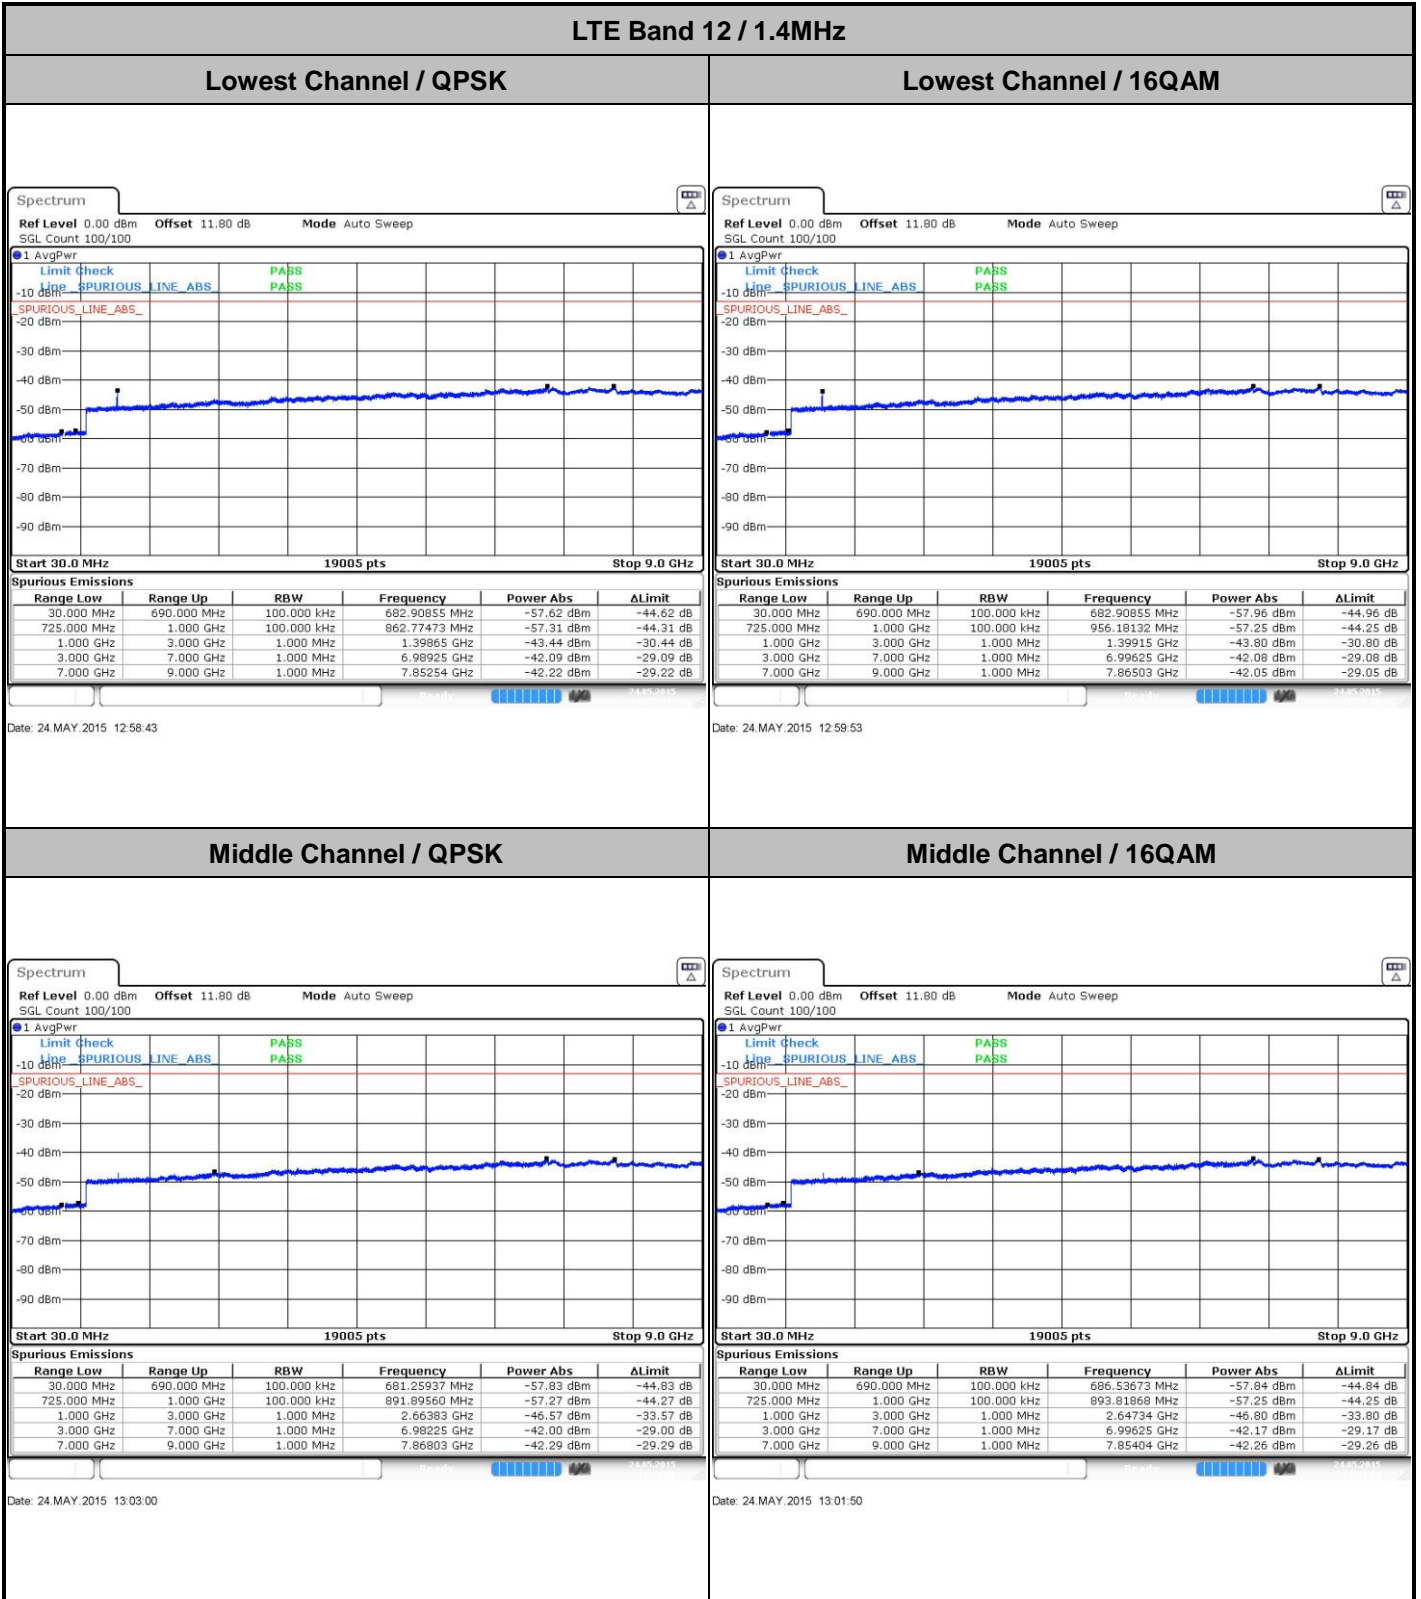 LTE Band 12 / 1.4MHz
Lowest Channel / QPSK
Lowest Channel / 16QAM
Spectrum
Ref Level 0.00 dBm Offset 11.80 dB Mode Auto Sweep
SGL Count 100/100
1 AvgPwr
Limit Check PASS
Line _SPURIOUS_LINE_ABS_ PASS
-10 dBm
_SPURIOUS_LINE_ABS_
-20 dBm
-30 dBm
-40 dBm
-50 dBm
-60 dBm
-70 dBm
-80 dBm
-90 dBm
Start 30.0 MHz 19005 pts Stop 9.0 GHz
Spurious Emissions
Range Low Range Up RBW Frequency Power Abs ΔLimit
30.000 MHz 690.000 MHz 100.000 kHz 682.90855 MHz -57.62 dBm -44.62 dB
725.000 MHz 1.000 GHz 100.000 kHz 862.77473 MHz -57.31 dBm -44.31 dB
1.000 GHz 3.000 GHz 1.000 MHz 1.39865 GHz -43.44 dBm -30.44 dB
3.000 GHz 7.000 GHz 1.000 MHz 6.98925 GHz -42.09 dBm -29.09 dB
7.000 GHz 9.000 GHz 1.000 MHz 7.85254 GHz -42.22 dBm -29.22 dB
Ready 24.05.2015
Date: 24.MAY.2015 12:58:43
Spectrum
Ref Level 0.00 dBm Offset 11.80 dB Mode Auto Sweep
SGL Count 100/100
1 AvgPwr
Limit Check PASS
Line _SPURIOUS_LINE_ABS_ PASS
-10 dBm
_SPURIOUS_LINE_ABS_
-20 dBm
-30 dBm
-40 dBm
-50 dBm
-60 dBm
-70 dBm
-80 dBm
-90 dBm
Start 30.0 MHz 19005 pts Stop 9.0 GHz
Spurious Emissions
Range Low Range Up RBW Frequency Power Abs ΔLimit
30.000 MHz 690.000 MHz 100.000 kHz 682.90855 MHz -57.96 dBm -44.96 dB
725.000 MHz 1.000 GHz 100.000 kHz 956.18132 MHz -57.25 dBm -44.25 dB
1.000 GHz 3.000 GHz 1.000 MHz 1.39915 GHz -43.80 dBm -30.80 dB
3.000 GHz 7.000 GHz 1.000 MHz 6.99625 GHz -42.08 dBm -29.08 dB
7.000 GHz 9.000 GHz 1.000 MHz 7.86503 GHz -42.05 dBm -29.05 dB
Ready 24.05.2015
Date: 24.MAY.2015 12:59:53
Middle Channel / QPSK
Middle Channel / 16QAM
Spectrum
Ref Level 0.00 dBm Offset 11.80 dB Mode Auto Sweep
SGL Count 100/100
1 AvgPwr
Limit Check PASS
Line _SPURIOUS_LINE_ABS_ PASS
-10 dBm
_SPURIOUS_LINE_ABS_
-20 dBm
-30 dBm
-40 dBm
-50 dBm
-60 dBm
-70 dBm
-80 dBm
-90 dBm
Start 30.0 MHz 19005 pts Stop 9.0 GHz
Spurious Emissions
Range Low Range Up RBW Frequency Power Abs ΔLimit
30.000 MHz 690.000 MHz 100.000 kHz 681.25937 MHz -57.83 dBm -44.83 dB
725.000 MHz 1.000 GHz 100.000 kHz 891.89560 MHz -57.27 dBm -44.27 dB
1.000 GHz 3.000 GHz 1.000 MHz 2.66383 GHz -46.57 dBm -33.57 dB
3.000 GHz 7.000 GHz 1.000 MHz 6.98225 GHz -42.00 dBm -29.00 dB
7.000 GHz 9.000 GHz 1.000 MHz 7.86803 GHz -42.29 dBm -29.29 dB
Ready 24.05.2015
Date: 24.MAY.2015 13:03:00
Spectrum
Ref Level 0.00 dBm Offset 11.80 dB Mode Auto Sweep
SGL Count 100/100
1 AvgPwr
Limit Check PASS
Line _SPURIOUS_LINE_ABS_ PASS
-10 dBm
_SPURIOUS_LINE_ABS_
-20 dBm
-30 dBm
-40 dBm
-50 dBm
-60 dBm
-70 dBm
-80 dBm
-90 dBm
Start 30.0 MHz 19005 pts Stop 9.0 GHz
Spurious Emissions
Range Low Range Up RBW Frequency Power Abs ΔLimit
30.000 MHz 690.000 MHz 100.000 kHz 686.53673 MHz -57.84 dBm -44.84 dB
725.000 MHz 1.000 GHz 100.000 kHz 893.81868 MHz -57.25 dBm -44.25 dB
1.000 GHz 3.000 GHz 1.000 MHz 2.64734 GHz -46.80 dBm -33.80 dB
3.000 GHz 7.000 GHz 1.000 MHz 6.99625 GHz -42.17 dBm -29.17 dB
7.000 GHz 9.000 GHz 1.000 MHz 7.85404 GHz -42.26 dBm -29.26 dB
Ready 24.05.2015
Date: 24.MAY.2015 13:01:50